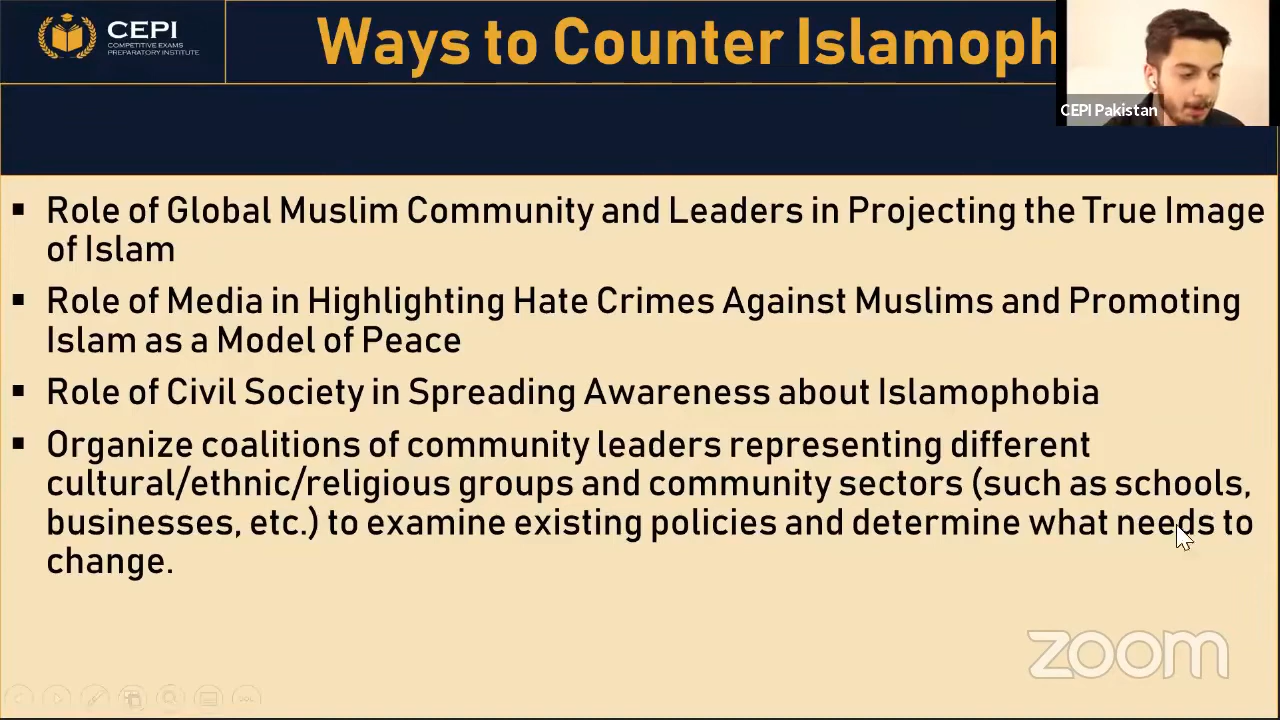 CEPI
COMPETITIVE EXAMS
PREPARATORY INSTITUTE
Ways to Counter Islamoph
CEPI Pakistan
▪ Role of Global Muslim Community and Leaders in Projecting the True Image
of Islam
▪ Role of Media in Highlighting Hate Crimes Against Muslims and Promoting
Islam as a Model of Peace
▪ Role of Civil Society in Spreading Awareness about Islamophobia
▪ Organize coalitions of community leaders representing different
cultural/ethnic/religious groups and community sectors (such as schools,
businesses, etc.) to examine existing policies and determine what needs to
change.
zoom